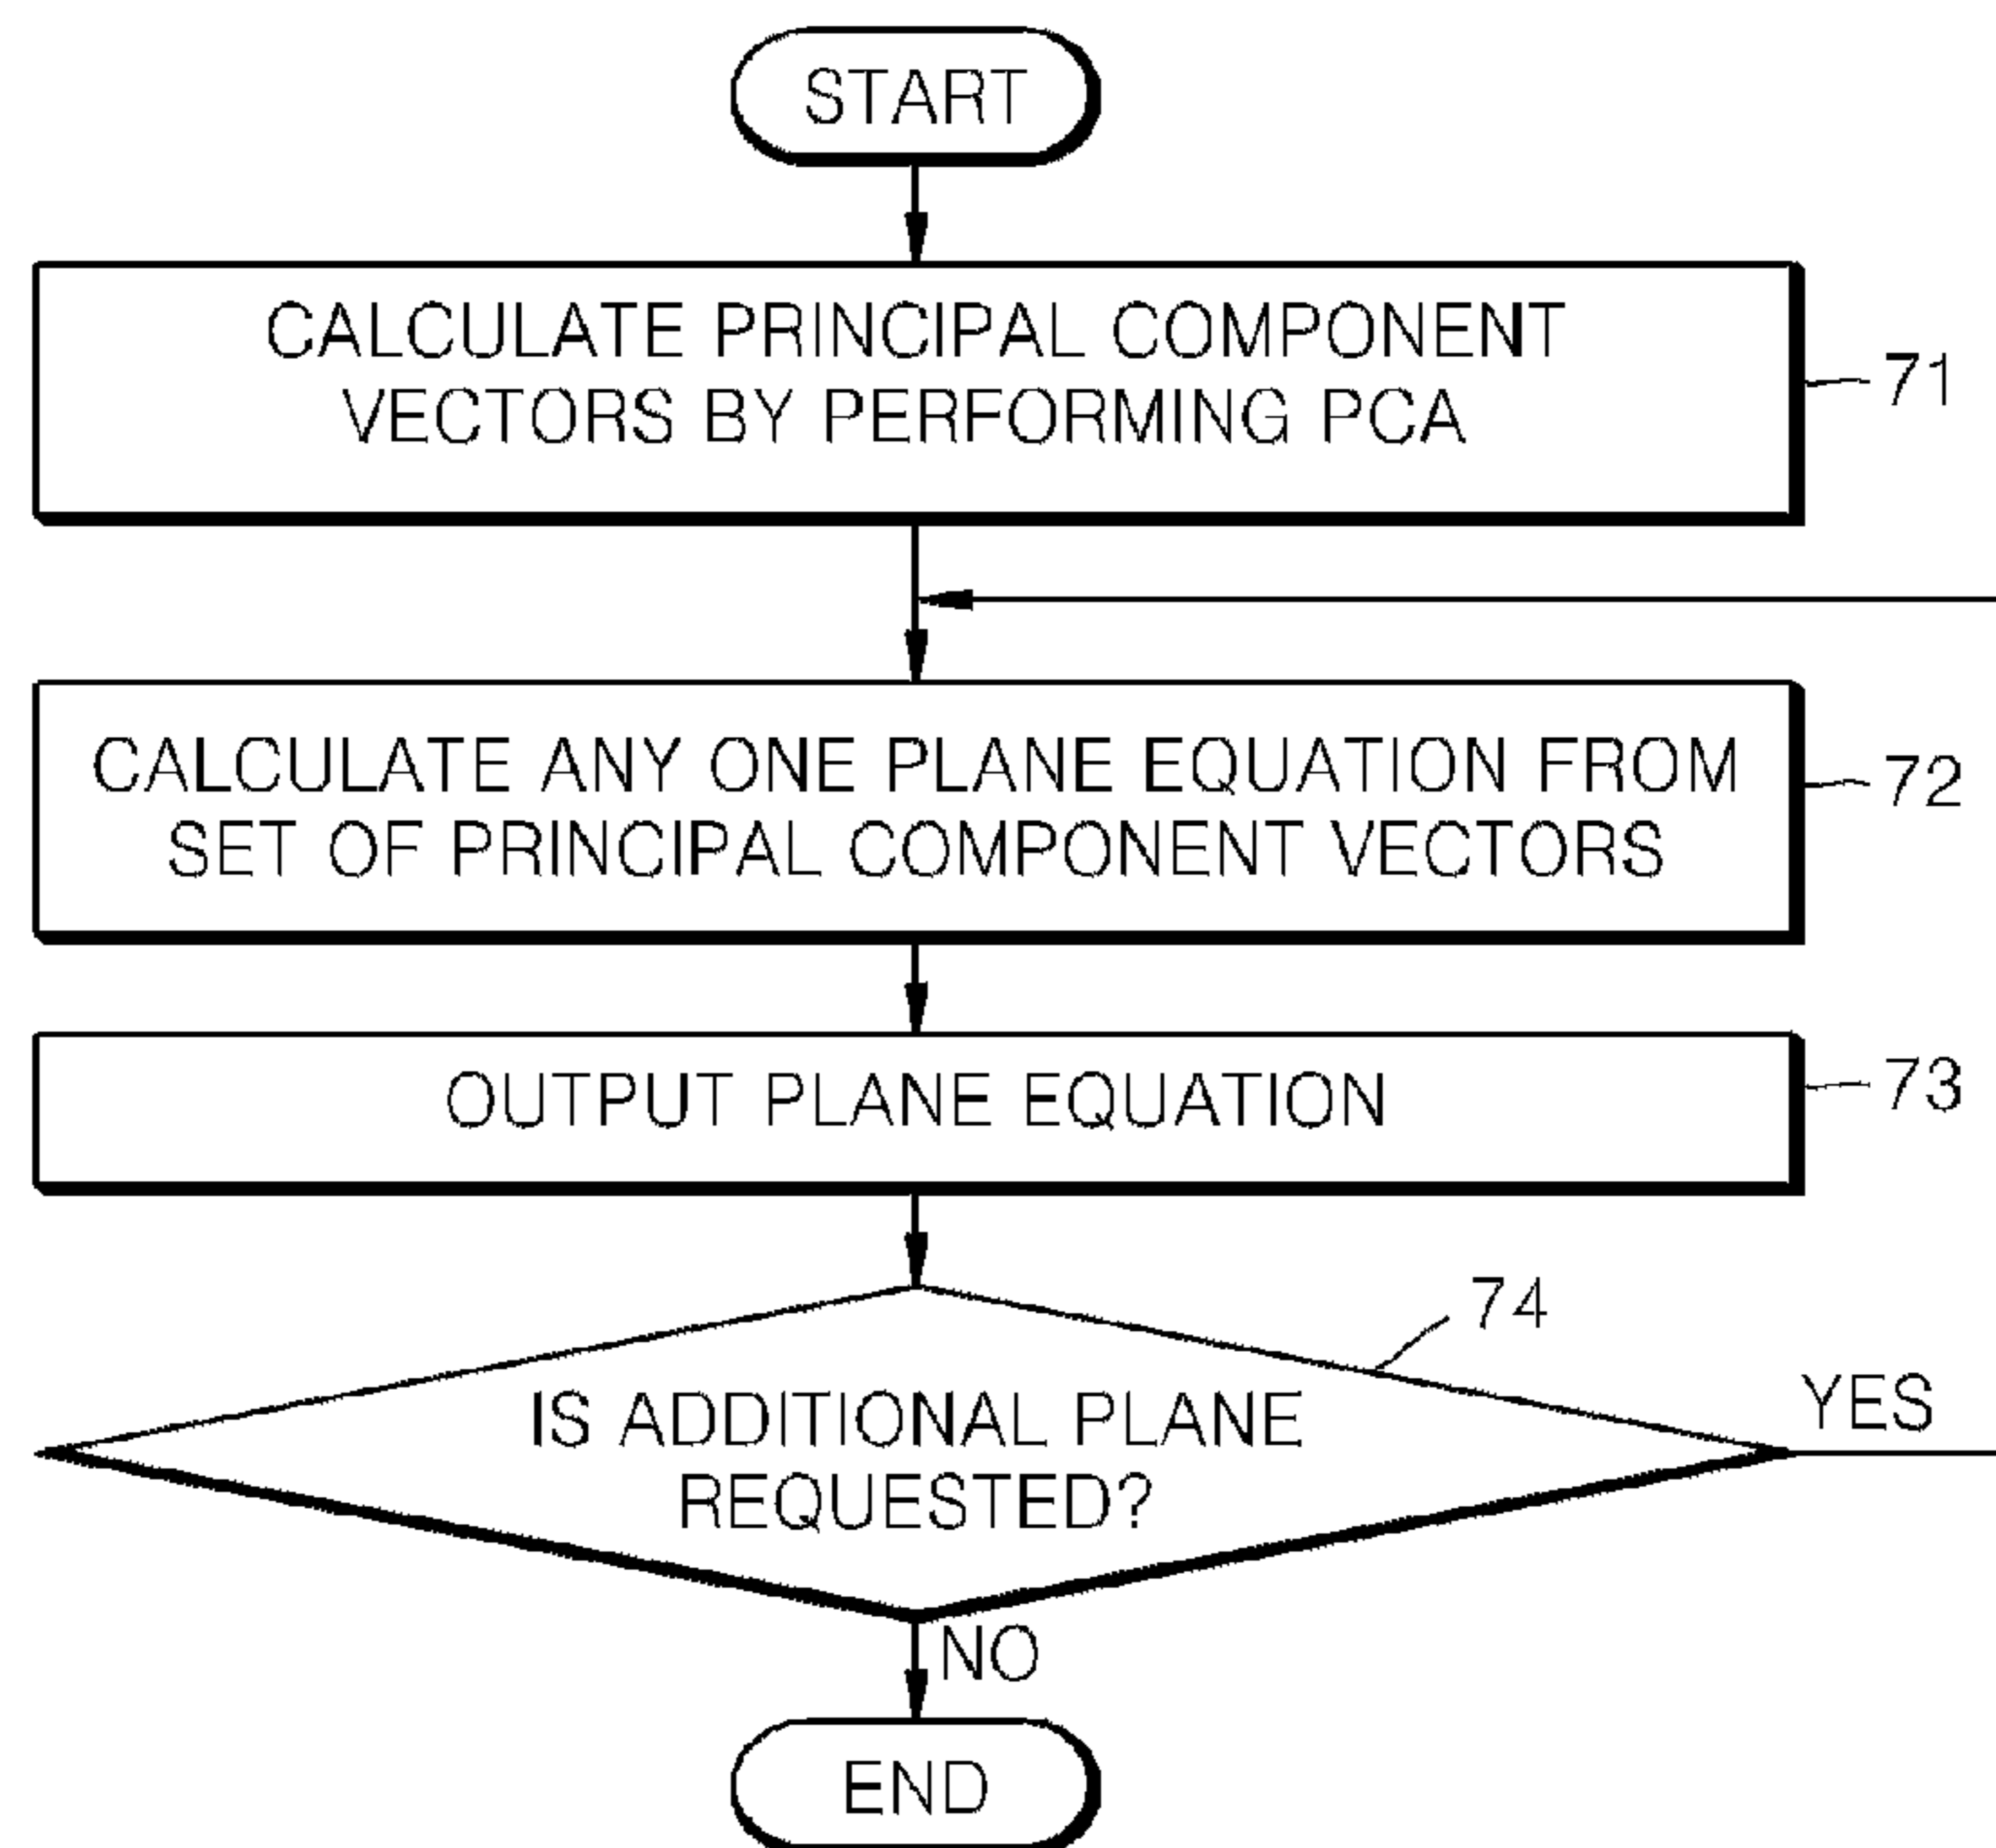 START
CALCULATE PRINCIPAL COMPONENT
VECTORS BY PERFORMING PCA
71
CALCULATE ANY ONE PLANE EQUATION FROM
SET OF PRINCIPAL COMPONENT VECTORS
72
OUTPUT PLANE EQUATION
73
74
IS ADDITIONAL PLANE
REQUESTED?
YES
NO
END